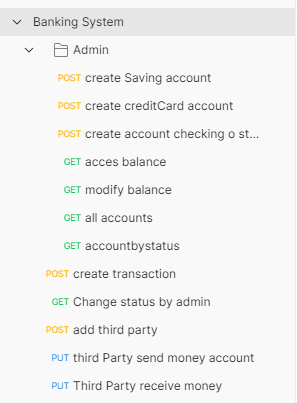 Banking System
Admin
POST create Saving account
POST create creditCard account
POST create account checking o st...
GET acces balance
GET modify balance
GET all accounts
GET accountbystatus
POST create transaction
GET Change status by admin
POST add third party
PUT third Party send money account
PUT Third Party receive money